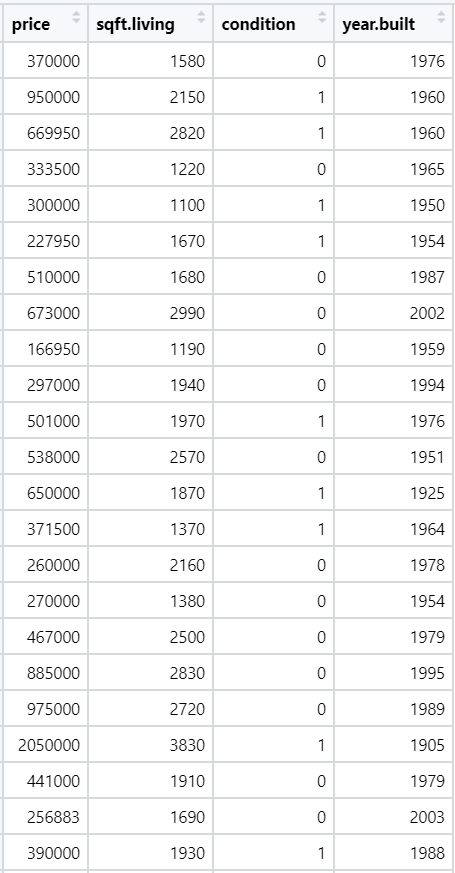 price sqft.living condition year.built
370000 1580 0 1976
950000 2150 1 1960
669950 2820 1 1960
333500 1220 0 1965
300000 1100 1 1950
227950 1670 1 1954
510000 1680 0 1987
673000 2990 0 2002
166950 1190 0 1959
297000 1940 0 1994
501000 1970 1 1976
538000 2570 0 1951
650000 1870 1 1925
371500 1370 1 1964
260000 2160 0 1978
270000 1380 0 1954
467000 2500 0 1979
885000 2830 0 1995
975000 2720 0 1989
2050000 3830 1 1905
441000 1910 0 1979
256883 1690 0 2003
390000 1930 1 1988